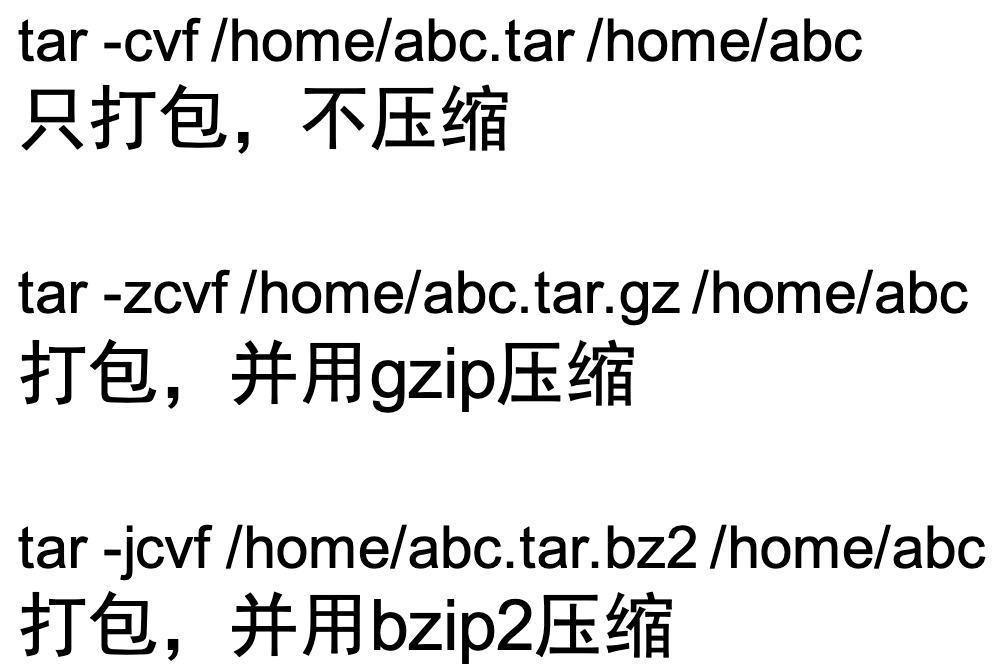 tar -cvf /home/abc.tar /home/abc
只打包，不压缩
tar -zcvf /home/abc.tar.gz /home/abc
打包，并用gzip压缩
tar -jcvf /home/abc.tar.bz2 /home/abc
打包，并用bzip2压缩